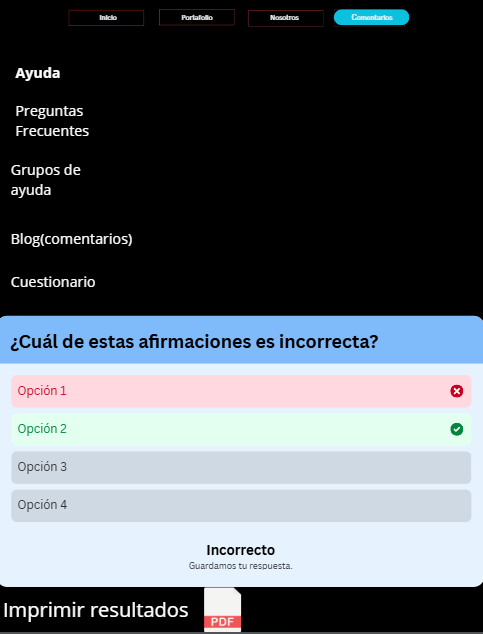 Inicio
Portafolio
Nosotros
Comentarios
Ayuda
Preguntas
Frecuentes
Grupos de
ayuda
Blog(comentarios)
Cuestionario
¿Cuál de estas afirmaciones es incorrecta?
Opción 1
Opción 2
Opción 3
Opción 4
Incorrecto
Guardamos tu respuesta.
Imprimir resultados
PDF